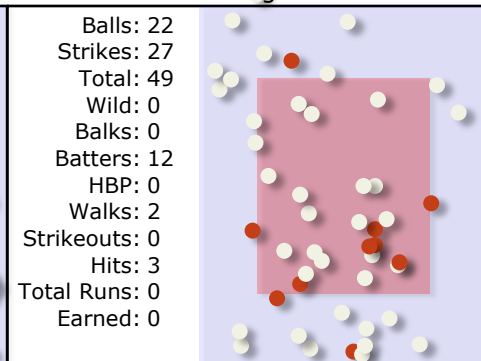 Balls: 22
Strikes: 27
Total: 49
Wild: 0
Balks: 0
Batters: 12
HBP: 0
Walks: 2
Strikeouts: 0
Hits: 3
Total Runs: 0
Earned: 0